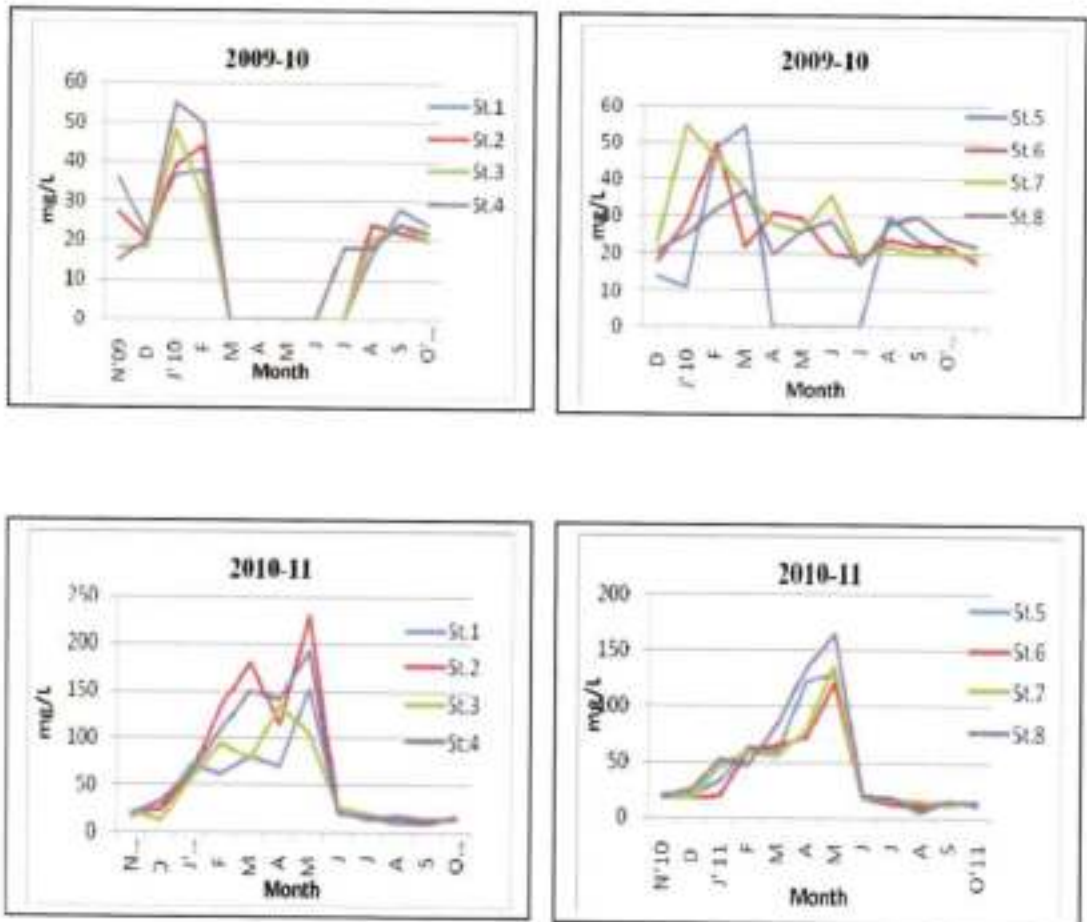 2009-10
60
50
40
30
20
10
0
mg/L
St.1
St.2
St.3
St.4
N'09
D
J'10
F
M
A
M
J
J
A
S
O'...
Month
2009-10
60
50
40
30
20
10
0
mg/L
St.5
St.6
St.7
St.8
D
J'10
F
M
A
M
J
J
A
S
O'...
Month
2010-11
250
200
150
100
50
0
mg/L
St.1
St.2
St.3
St.4
N...
D
J'...
F
M
A
M
J
J
A
S
O...
Month
2010-11
200
150
100
50
0
mg/L
St.5
St.6
St.7
St.8
N'10
D
J'11
F
M
A
M
J
J
A
S
O'11
Month